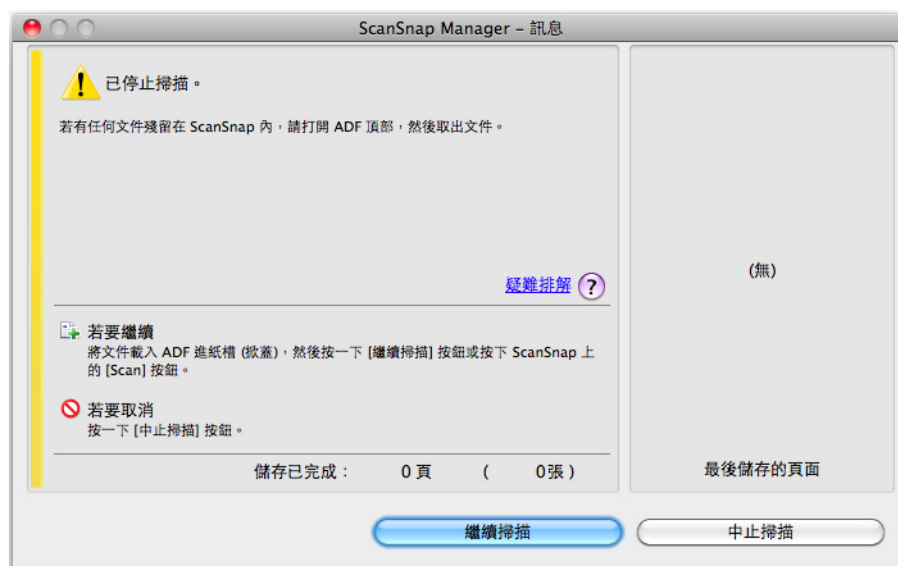 ScanSnap Manager – 訊息
已停止掃描。
若有任何文件殘留在 ScanSnap 內，請打開 ADF 頂部，然後取出文件。
疑難排解 ?
若要繼續
將文件載入 ADF 進紙槽 (掀蓋)，然後按一下 [繼續掃描] 按鈕或按下 ScanSnap 上
的 [Scan] 按鈕。
若要取消
按一下 [中止掃描] 按鈕。
儲存已完成： 0 頁 ( 0張 )
(無)
最後儲存的頁面
繼續掃描
中止掃描